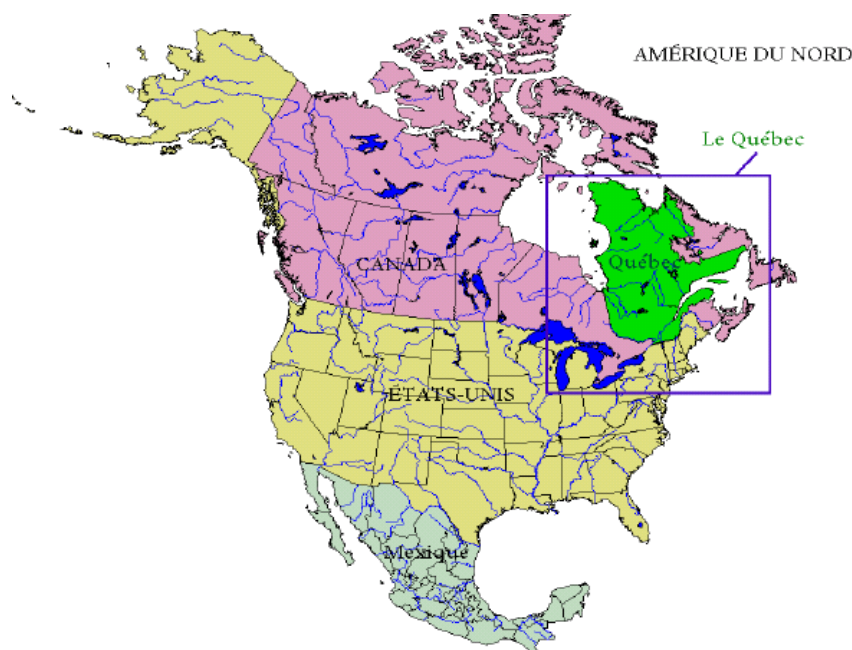 AMÉRIQUE DU NORD
Le Québec
Québec
CANADA
ÉTATS-UNIS
Mexique